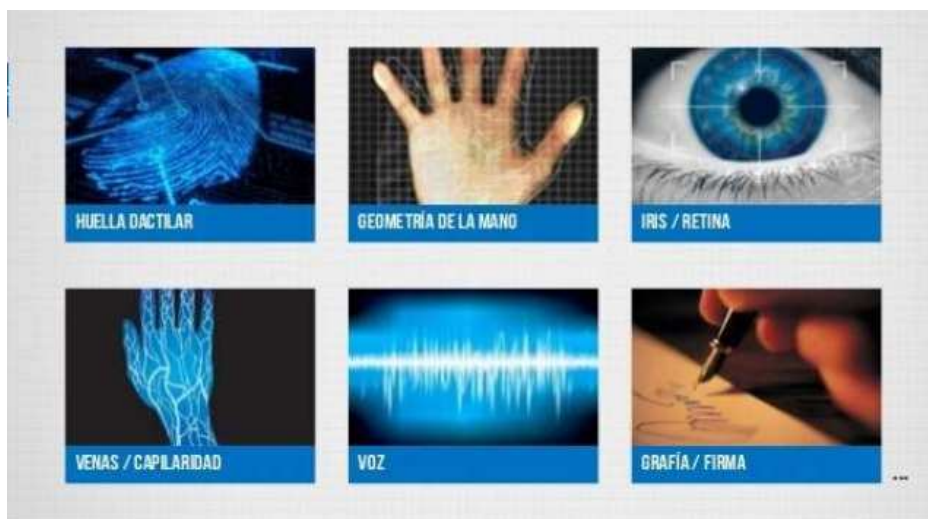 HUELLA DACTILAR
GEOMETRÍA DE LA MANO
IRIS / RETINA
VENAS / CAPILARIDAD
VOZ
GRAFÍA / FIRMA
...